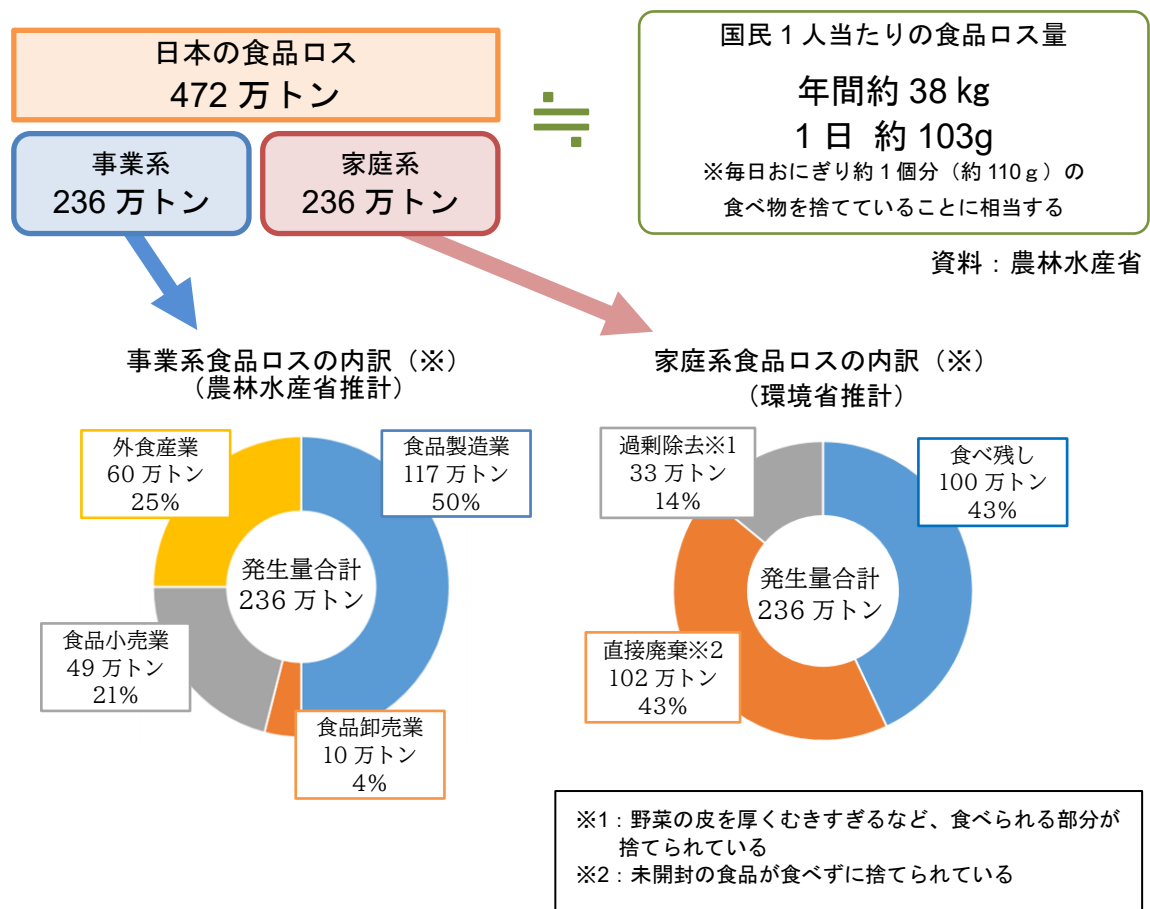 日本の食品ロス
472 万トン
事業系
236 万トン
家庭系
236 万トン
≒
国民1人当たりの食品ロス量
年間約 38 ㎏
1日 約 103g
※毎日おにぎり約1個分（約110ｇ）の
食べ物を捨てていることに相当する
資料：農林水産省
事業系食品ロスの内訳（※）
（農林水産省推計）
外食産業
60 万トン
25%
食品製造業
117 万トン
50%
発生量合計
236 万トン
食品小売業
49 万トン
21%
食品卸売業
10 万トン
4%
家庭系食品ロスの内訳（※）
（環境省推計）
過剰除去※1
33 万トン
14%
食べ残し
100 万トン
43%
発生量合計
236 万トン
直接廃棄※2
102 万トン
43%
※1：野菜の皮を厚くむきすぎるなど、食べられる部分が
捨てられている
※2：未開封の食品が食べずに捨てられている